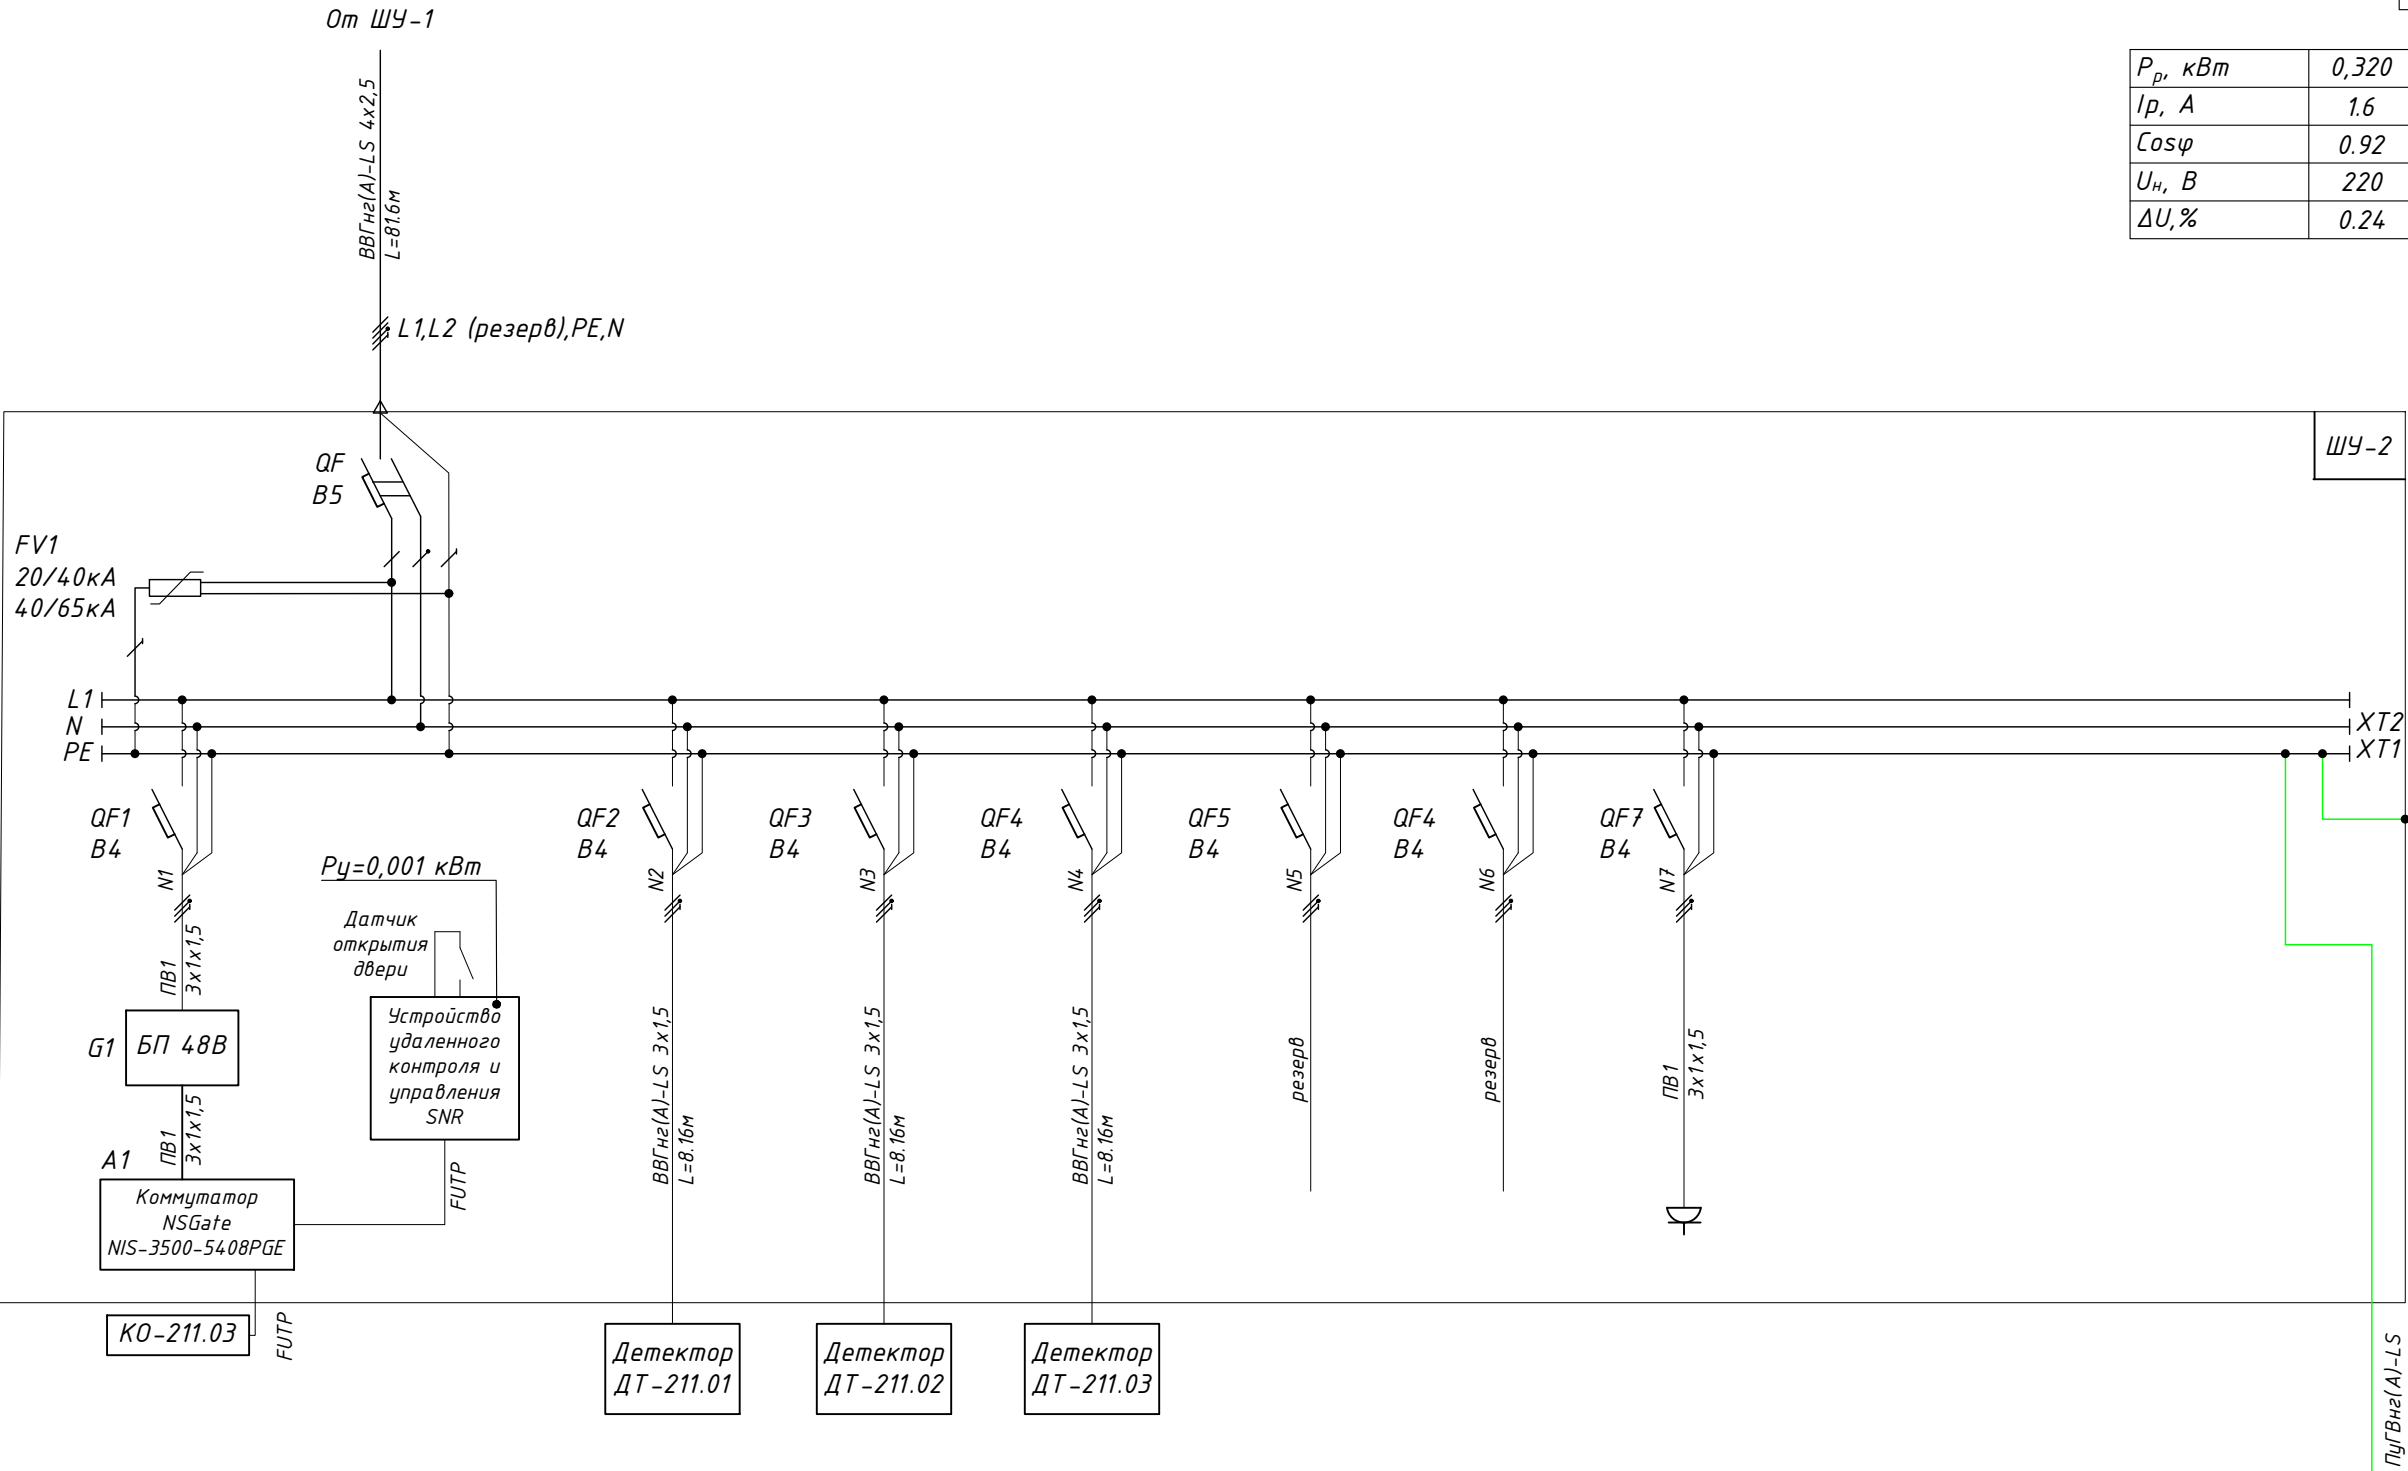 От ШУ-1
ВВГнг(А)-LS 4х2,5
L=81.6м
L1,L2 (резерв),PE,N
Pр, кВт 0,320
Iр, А 1.6
Cosφ 0.92
Uн, В 220
ΔU,% 0.24
ШУ-2
QF
B5
FV1
20/40кА
40/65кА
L1
N
PE
XT2
XT1
QF1
B4
QF2
B4
QF3
B4
QF4
B4
QF5
B4
QF4
B4
QF7
B4
N1
N2
N3
N4
N5
N6
N7
Ру=0,001 кВт
Датчик
открытия
двери
ПВ1
3х1х1,5
G1
БП 48В
Устройство
удаленного
контроля и
управления
SNR
ПВ1
3х1х1,5
A1
Коммутатор
NSGate
NIS-3500-5408PGE
FUTP
ВВГнг(А)-LS 3х1,5
L=8.16м
ВВГнг(А)-LS 3х1,5
L=8.16м
ВВГнг(А)-LS 3х1,5
L=8.16м
резерв
резерв
ПВ1
3х1х1,5
КО-211.03
FUTP
Детектор
ДТ-211.01
Детектор
ДТ-211.02
Детектор
ДТ-211.03
ПуГВнг(А)-LS